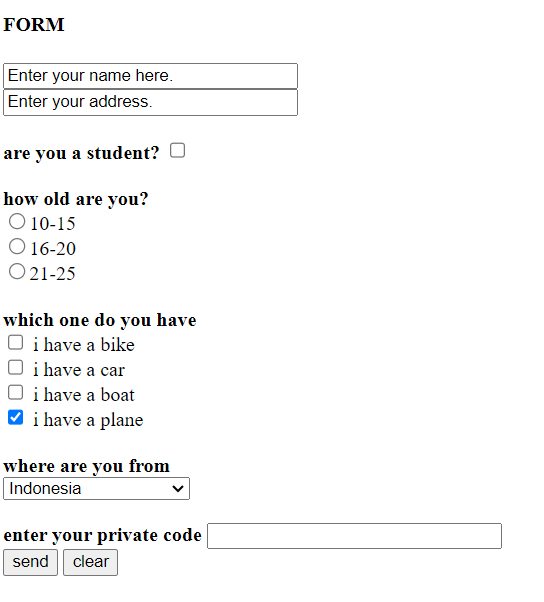 FORM
Enter your name here.
Enter your address.
are you a student?
how old are you?
10-15
16-20
21-25
which one do you have
i have a bike
i have a car
i have a boat
i have a plane
where are you from
Indonesia
enter your private code
send clear